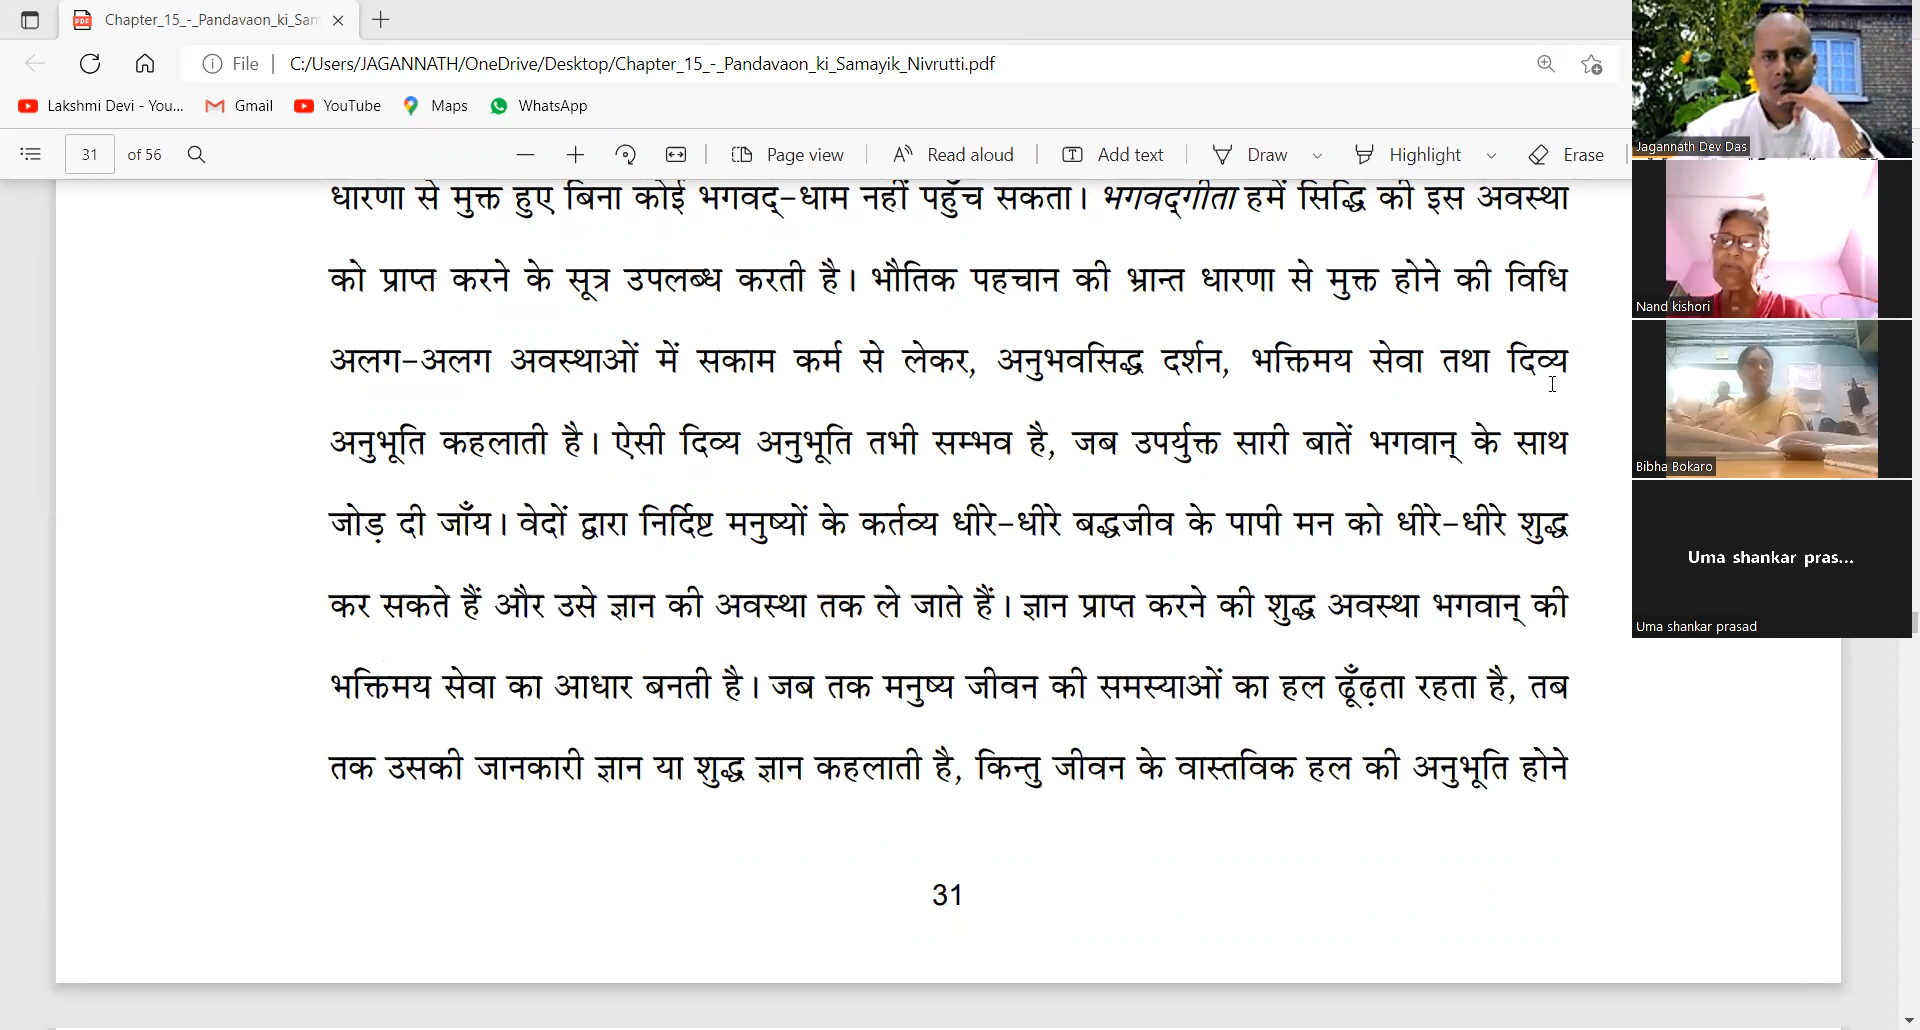 Chapter_15_-_Pandavaon_ki_Sam
File
C:/Users/JAGANNATH/OneDrive/Desktop/Chapter_15_-_Pandavaon_ki_Samayik_Nivrutti.pdf
Lakshmi Devi - You...
Gmail
YouTube
Maps
WhatsApp
31 of 56
Page view
Read aloud
Add text
Draw
Highlight
Erase
धारणा से मुक्त हुए बिना कोई भगवद्-धाम नहीं पहुँच सकता। भगवद्गीता हमें सिद्धि की इस अवस्था
को प्राप्त करने के सूत्र उपलब्ध करती है। भौतिक पहचान की भ्रान्त धारणा से मुक्त होने की विधि
अलग-अलग अवस्थाओं में सकाम कर्म से लेकर, अनुभवसिद्ध दर्शन, भक्तिमय सेवा तथा दिव्य
अनुभूति कहलाती है। ऐसी दिव्य अनुभूति तभी सम्भव है, जब उपर्युक्त सारी बातें भगवान् के साथ
जोड़ दी जाँय। वेदों द्वारा निर्दिष्ट मनुष्यों के कर्तव्य धीरे-धीरे बद्धजीव के पापी मन को धीरे-धीरे शुद्ध
कर सकते हैं और उसे ज्ञान की अवस्था तक ले जाते हैं। ज्ञान प्राप्त करने की शुद्ध अवस्था भगवान् की
भक्तिमय सेवा का आधार बनती है। जब तक मनुष्य जीवन की समस्याओं का हल ढूँढ़ता रहता है, तब
तक उसकी जानकारी ज्ञान या शुद्ध ज्ञान कहलाती है, किन्तु जीवन के वास्तविक हल की अनुभूति होने
31
Jagannath Dev Das
Nand kishori
Bibha Bokaro
Uma shankar pras...
Uma shankar prasad